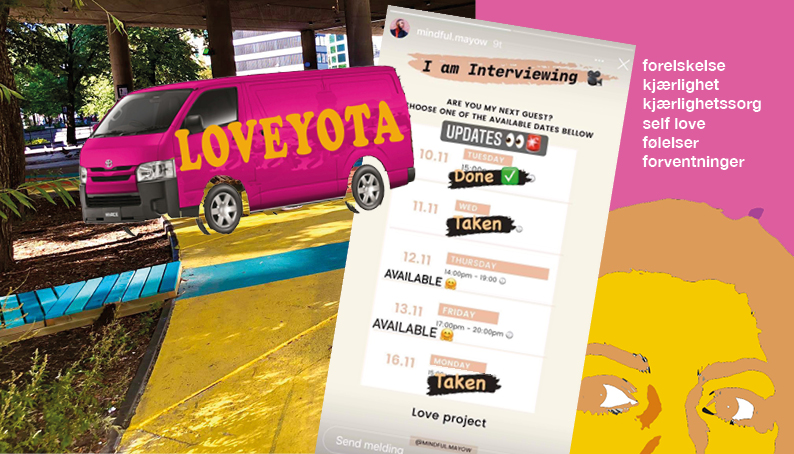 LOVEYOTA
mindful.mayow
I am Interviewing
ARE YOU MY NEXT GUEST?
CHOOSE ONE OF THE AVAILABLE DATES BELLOW
UPDATES 👀🚨
10.11 TUESDAY
Done ✅
11.11 WED
Taken
12.11 THURSDAY
14:00pm - 19:00
AVAILABLE 🤗
13.11 FRIDAY
17:00pm - 20:00pm
AVAILABLE 🤗
16.11 MONDAY
Taken
Love project
@MINDFUL.MAYOW
Send melding
forelskelse
kjærlighet
kjærlighetssorg
self love
følelser
forventninger